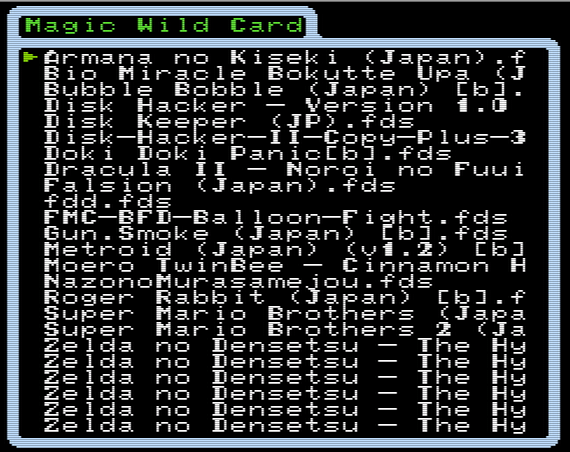 Magic Wild Card
Armana no Kiseki (Japan).f
Bio Miracle Bokutte Upa (J
Bubble Bobble (Japan) [b].
Disk Hacker - Version 1.0
Disk Keeper (JP).fds
Disk-Hacker-II-Copy-Plus-3
Doki Doki Panic[b].fds
Dracula II - Noroi no Fuui
Falsion (Japan).fds
fdd.fds
FMC-BFD-Balloon-Fight.fds
Gun.Smoke (Japan) [b].fds
Metroid (Japan) (v1.2) [b]
Moero TwinBee - Cinnamon H
NazonoMurasamejou.fds
Roger Rabbit (Japan) [b].f
Super Mario Brothers (Japa
Super Mario Brothers 2 (Ja
Zelda no Densetsu - The Hy
Zelda no Densetsu - The Hy
Zelda no Densetsu - The Hy
Zelda no Densetsu - The Hy
Zelda no Densetsu - The Hy
Zelda no Densetsu - The Hy